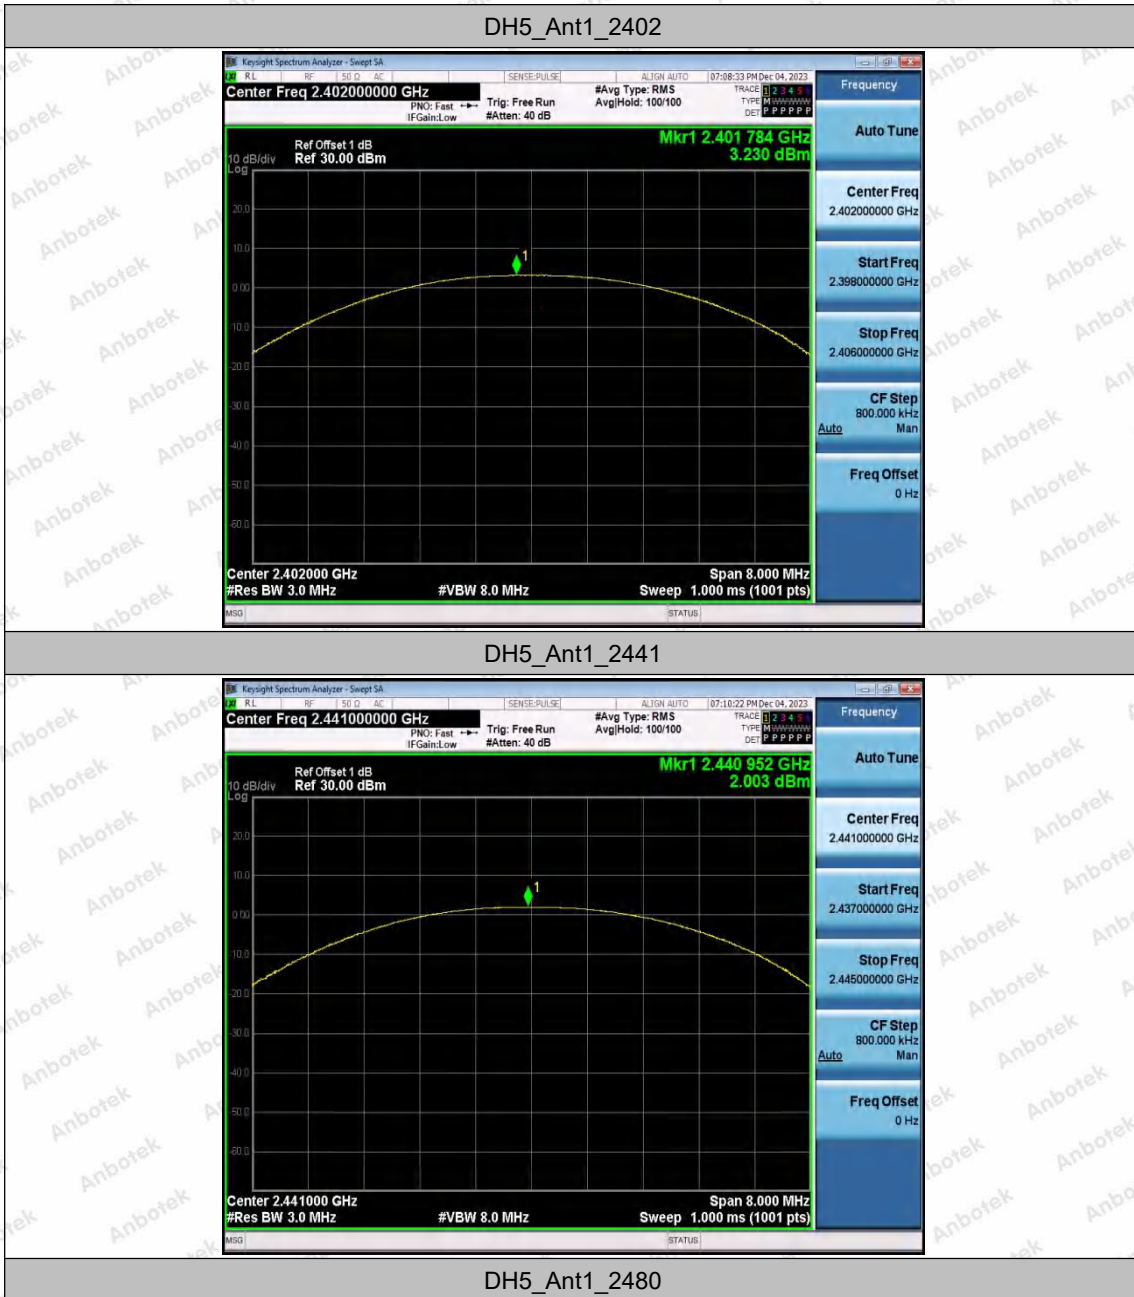 DH5_Ant1_2402
Keysight Spectrum Analyzer - Swept SA
RL RF 50 Ω AC SENSE:PULSE ALIGN AUTO 07:08:33 PM Dec 04, 2023
Center Freq 2.402000000 GHz #Avg Type: RMS TRACE 1 2 3 4 5 6
PNO: Fast Trig: Free Run Avg|Hold: 100/100 TYPE M WWWWW
IFGain:Low #Atten: 40 dB DET P P P P P P
Frequency
Auto Tune
Mkr1 2.401 784 GHz
3.230 dBm
Ref Offset 1 dB
10 dB/div Ref 30.00 dBm
Log
20.0
10.0
0.00
-10.0
-20.0
-30.0
-40.0
-50.0
-60.0
1
Center Freq
2.402000000 GHz
Start Freq
2.398000000 GHz
Stop Freq
2.406000000 GHz
CF Step
800.000 kHz
Auto Man
Freq Offset
0 Hz
Center 2.402000 GHz Span 8.000 MHz
#Res BW 3.0 MHz #VBW 8.0 MHz Sweep 1.000 ms (1001 pts)
MSG STATUS
DH5_Ant1_2441
Keysight Spectrum Analyzer - Swept SA
RL RF 50 Ω AC SENSE:PULSE ALIGN AUTO 07:10:22 PM Dec 04, 2023
Center Freq 2.441000000 GHz #Avg Type: RMS TRACE 1 2 3 4 5 6
PNO: Fast Trig: Free Run Avg|Hold: 100/100 TYPE M WWWWW
IFGain:Low #Atten: 40 dB DET P P P P P P
Frequency
Auto Tune
Mkr1 2.440 952 GHz
2.003 dBm
Ref Offset 1 dB
10 dB/div Ref 30.00 dBm
Log
20.0
10.0
0.00
-10.0
-20.0
-30.0
-40.0
-50.0
-60.0
1
Center Freq
2.441000000 GHz
Start Freq
2.437000000 GHz
Stop Freq
2.445000000 GHz
CF Step
800.000 kHz
Auto Man
Freq Offset
0 Hz
Center 2.441000 GHz Span 8.000 MHz
#Res BW 3.0 MHz #VBW 8.0 MHz Sweep 1.000 ms (1001 pts)
MSG STATUS
DH5_Ant1_2480
Anbotek